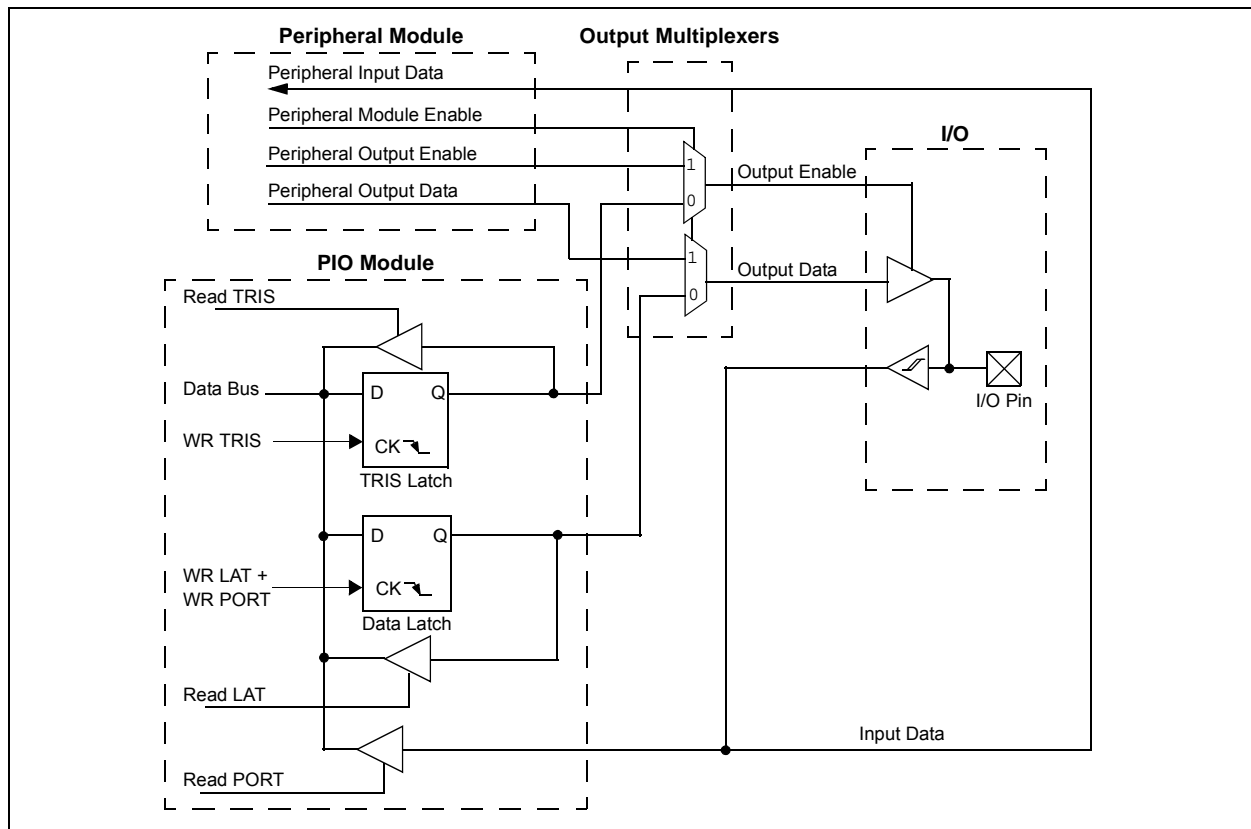 Peripheral Module
Output Multiplexers
Peripheral Input Data
Peripheral Module Enable
I/O
Peripheral Output Enable
1
Output Enable
Peripheral Output Data
0
PIO Module
1
Output Data
Read TRIS
0
Data Bus
D
Q
I/O Pin
WR TRIS
CK
TRIS Latch
D
Q
WR LAT +
WR PORT
CK
Data Latch
Read LAT
Input Data
Read PORT